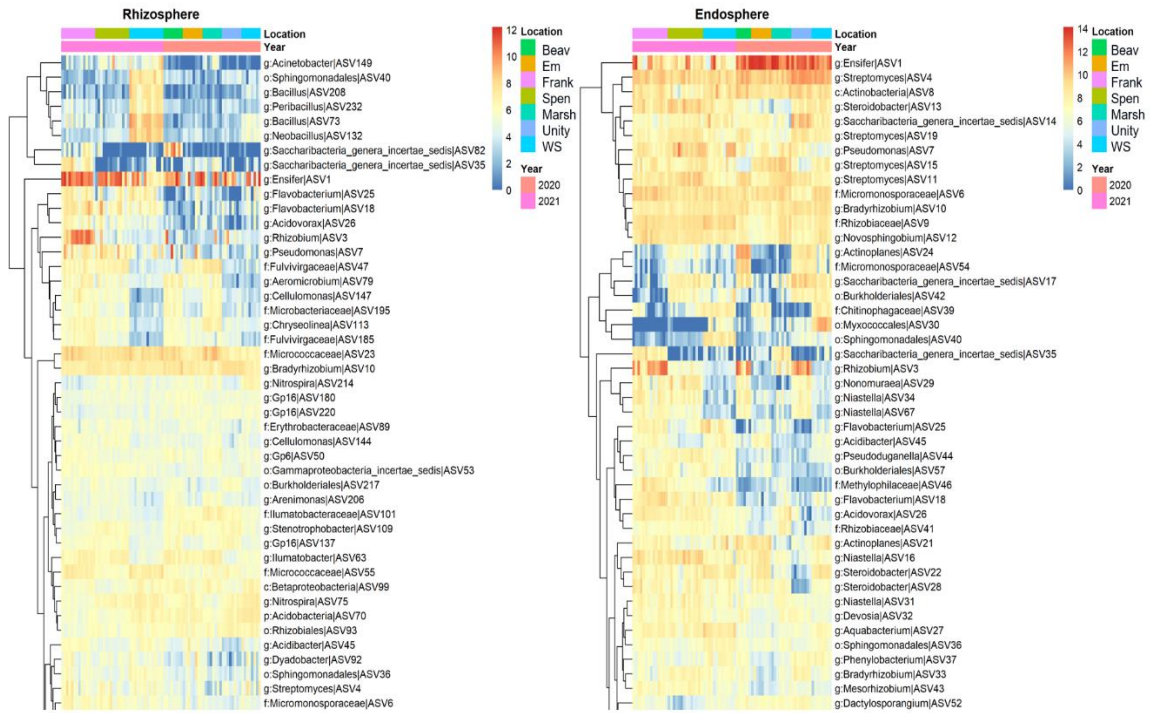 Rhizosphere
Location
Year
g:Acinetobacter|ASV149
o:Sphingomonadales|ASV40
g:Bacillus|ASV208
g:Peribacillus|ASV232
g:Bacillus|ASV73
g:Neobacillus|ASV132
g:Saccharibacteria_genera_incertae_sedis|ASV82
g:Saccharibacteria_genera_incertae_sedis|ASV35
g:Ensifer|ASV1
g:Flavobacterium|ASV25
g:Flavobacterium|ASV18
g:Acidovorax|ASV26
g:Rhizobium|ASV3
g:Pseudomonas|ASV7
f:Fulvivirgaceae|ASV47
g:Aeromicrobium|ASV79
g:Cellulomonas|ASV147
f:Microbacteriaceae|ASV195
g:Chryseolinea|ASV113
f:Fulvivirgaceae|ASV185
f:Micrococcaceae|ASV23
g:Bradyrhizobium|ASV10
g:Nitrospira|ASV214
g:Gp16|ASV180
g:Gp16|ASV220
f:Erythrobacteraceae|ASV89
g:Cellulomonas|ASV144
g:Gp6|ASV50
o:Gammaproteobacteria_incertae_sedis|ASV53
o:Burkholderiales|ASV217
g:Arenimonas|ASV206
f:Ilumatobacteraceae|ASV101
g:Stenotrophobacter|ASV109
g:Gp16|ASV137
g:Ilumatobacter|ASV63
f:Micrococcaceae|ASV55
c:Betaproteobacteria|ASV99
g:Nitrospira|ASV75
p:Acidobacteria|ASV70
o:Rhizobiales|ASV93
g:Acidibacter|ASV45
g:Dyadobacter|ASV92
o:Sphingomonadales|ASV36
g:Streptomyces|ASV4
f:Micromonosporaceae|ASV6
12
10
8
6
4
2
0
Location
Beav
Em
Frank
Spen
Marsh
Unity
WS
Year
2020
2021
Endosphere
Location
Year
g:Ensifer|ASV1
g:Streptomyces|ASV4
c:Actinobacteria|ASV8
g:Steroidobacter|ASV13
g:Saccharibacteria_genera_incertae_sedis|ASV14
g:Streptomyces|ASV19
g:Pseudomonas|ASV7
g:Streptomyces|ASV15
g:Streptomyces|ASV11
f:Micromonosporaceae|ASV6
g:Bradyrhizobium|ASV10
f:Rhizobiaceae|ASV9
g:Novosphingobium|ASV12
g:Actinoplanes|ASV24
f:Micromonosporaceae|ASV54
g:Saccharibacteria_genera_incertae_sedis|ASV17
o:Burkholderiales|ASV42
f:Chitinophagaceae|ASV39
o:Myxococcales|ASV30
o:Sphingomonadales|ASV40
g:Saccharibacteria_genera_incertae_sedis|ASV35
g:Rhizobium|ASV3
g:Nonomuraea|ASV29
g:Niastella|ASV34
g:Niastella|ASV67
g:Flavobacterium|ASV25
g:Acidibacter|ASV45
g:Pseudoduganella|ASV44
o:Burkholderiales|ASV57
f:Methylophilaceae|ASV46
g:Flavobacterium|ASV18
g:Acidovorax|ASV26
f:Rhizobiaceae|ASV41
g:Actinoplanes|ASV21
g:Niastella|ASV16
g:Steroidobacter|ASV22
g:Steroidobacter|ASV28
g:Niastella|ASV31
g:Devosia|ASV32
g:Aquabacterium|ASV27
o:Sphingomonadales|ASV36
g:Phenylobacterium|ASV37
g:Bradyrhizobium|ASV33
g:Mesorhizobium|ASV43
g:Dactylosporangium|ASV52
14
12
10
8
6
4
2
0
Location
Beav
Em
Frank
Spen
Marsh
Unity
WS
Year
2020
2021